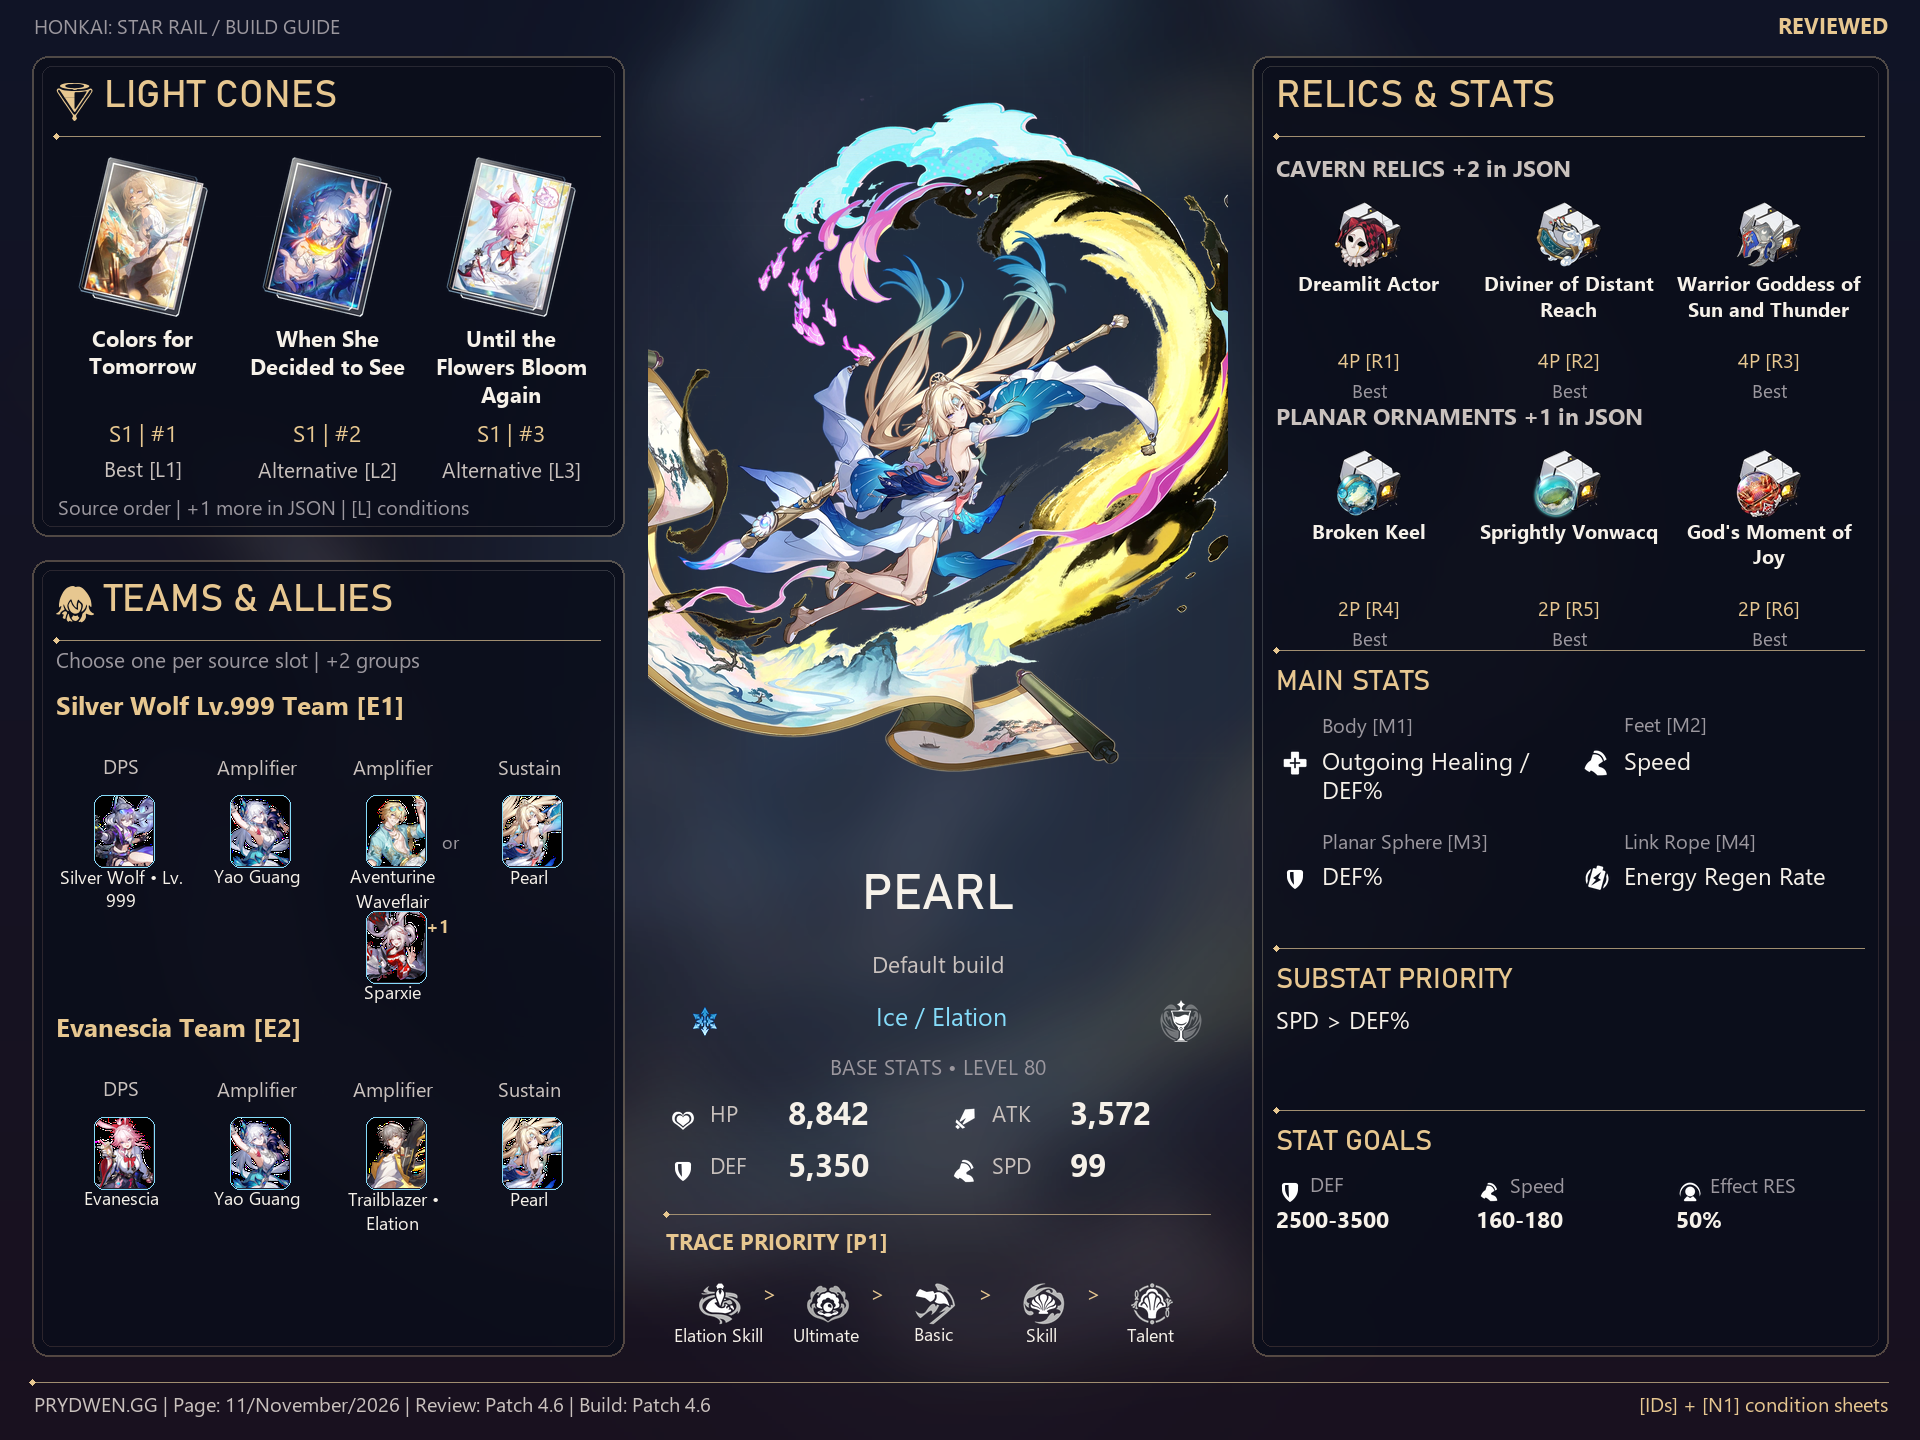 HONKAI: STAR RAIL / BUILD GUIDE
REVIEWED
LIGHT CONES
Colors for
Tomorrow
S1 | #1
Best [L1]
When She
Decided to See
S1 | #2
Alternative [L2]
Until the
Flowers Bloom
Again
S1 | #3
Alternative [L3]
Source order | +1 more in JSON | [L] conditions
TEAMS & ALLIES
Choose one per source slot | +2 groups
Silver Wolf Lv.999 Team [E1]
DPS
Silver Wolf • Lv.
999
Amplifier
Yao Guang
Amplifier
Aventurine
Waveflair
or
Sparxie
+1
Sustain
Pearl
Evanescia Team [E2]
DPS
Evanescia
Amplifier
Yao Guang
Amplifier
Trailblazer •
Elation
Sustain
Pearl
PEARL
Default build
Ice / Elation
BASE STATS • LEVEL 80
HP 8,842
ATK 3,572
DEF 5,350
SPD 99
TRACE PRIORITY [P1]
Elation Skill > Ultimate > Basic > Skill > Talent
RELICS & STATS
CAVERN RELICS +2 in JSON
Dreamlit Actor
4P [R1]
Best
Diviner of Distant
Reach
4P [R2]
Best
Warrior Goddess of
Sun and Thunder
4P [R3]
Best
PLANAR ORNAMENTS +1 in JSON
Broken Keel
2P [R4]
Best
Sprightly Vonwacq
2P [R5]
Best
God's Moment of
Joy
2P [R6]
Best
MAIN STATS
Body [M1]
Outgoing Healing /
DEF%
Feet [M2]
Speed
Planar Sphere [M3]
DEF%
Link Rope [M4]
Energy Regen Rate
SUBSTAT PRIORITY
SPD > DEF%
STAT GOALS
DEF
2500-3500
Speed
160-180
Effect RES
50%
PRYDWEN.GG | Page: 11/November/2026 | Review: Patch 4.6 | Build: Patch 4.6
[IDs] + [N1] condition sheets